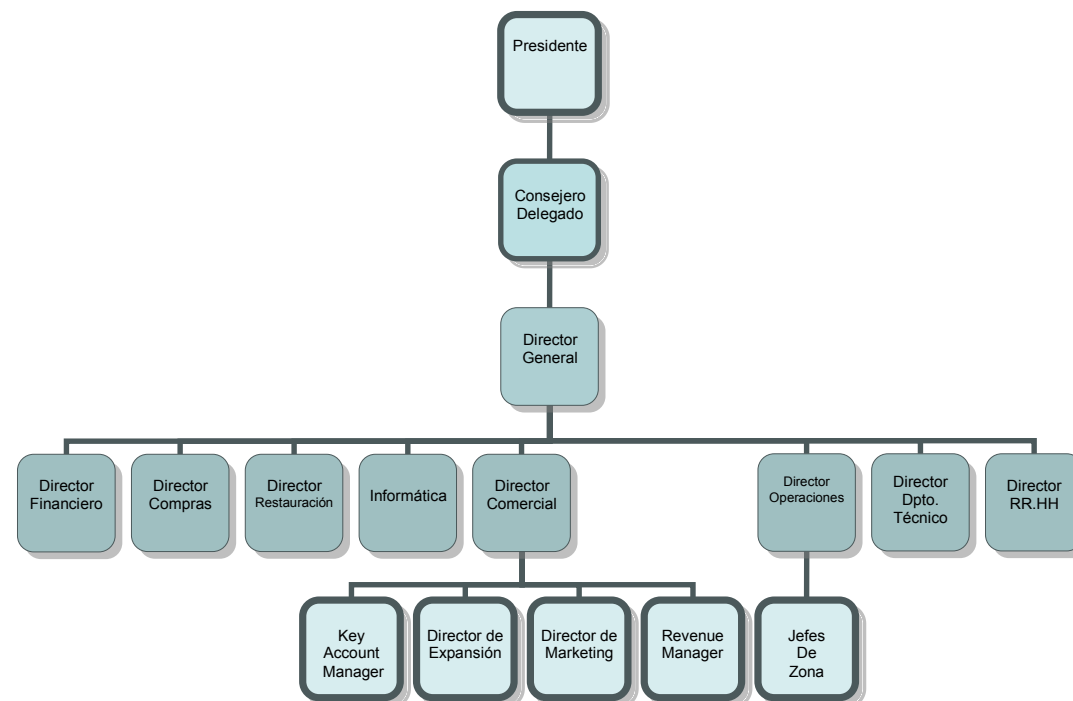 Presidente
Consejero
Delegado
Director
General
Director
Financiero
Director
Compras
Director
Restauración
Informática
Director
Comercial
Director
Operaciones
Director
Dpto.
Técnico
Director
RR.HH
Key
Account
Manager
Director de
Expansión
Director de
Marketing
Revenue
Manager
Jefes
De
Zona